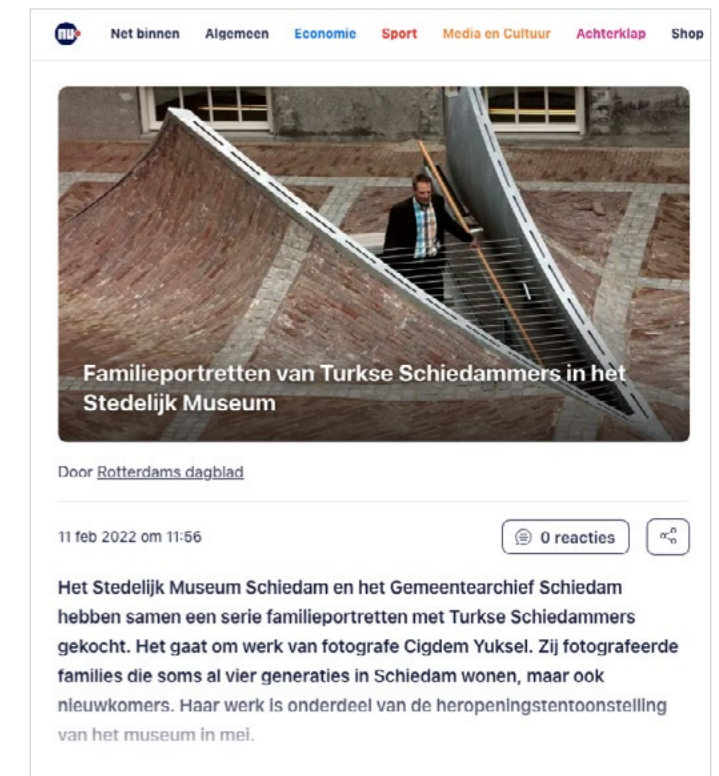 nu
Net binnen Algemeen Economie Sport Media en Cultuur Achterklap Shop
Familieportretten van Turkse Schiedammers in het
Stedelijk Museum
Door Rotterdams dagblad
11 feb 2022 om 11:56
0 reacties
Het Stedelijk Museum Schiedam en het Gemeentearchief Schiedam
hebben samen een serie familieportretten met Turkse Schiedammers
gekocht. Het gaat om werk van fotografe Cigdem Yuksel. Zij fotografeerde
families die soms al vier generaties in Schiedam wonen, maar ook
nieuwkomers. Haar werk is onderdeel van de heropeningstentoonstelling
van het museum in mei.